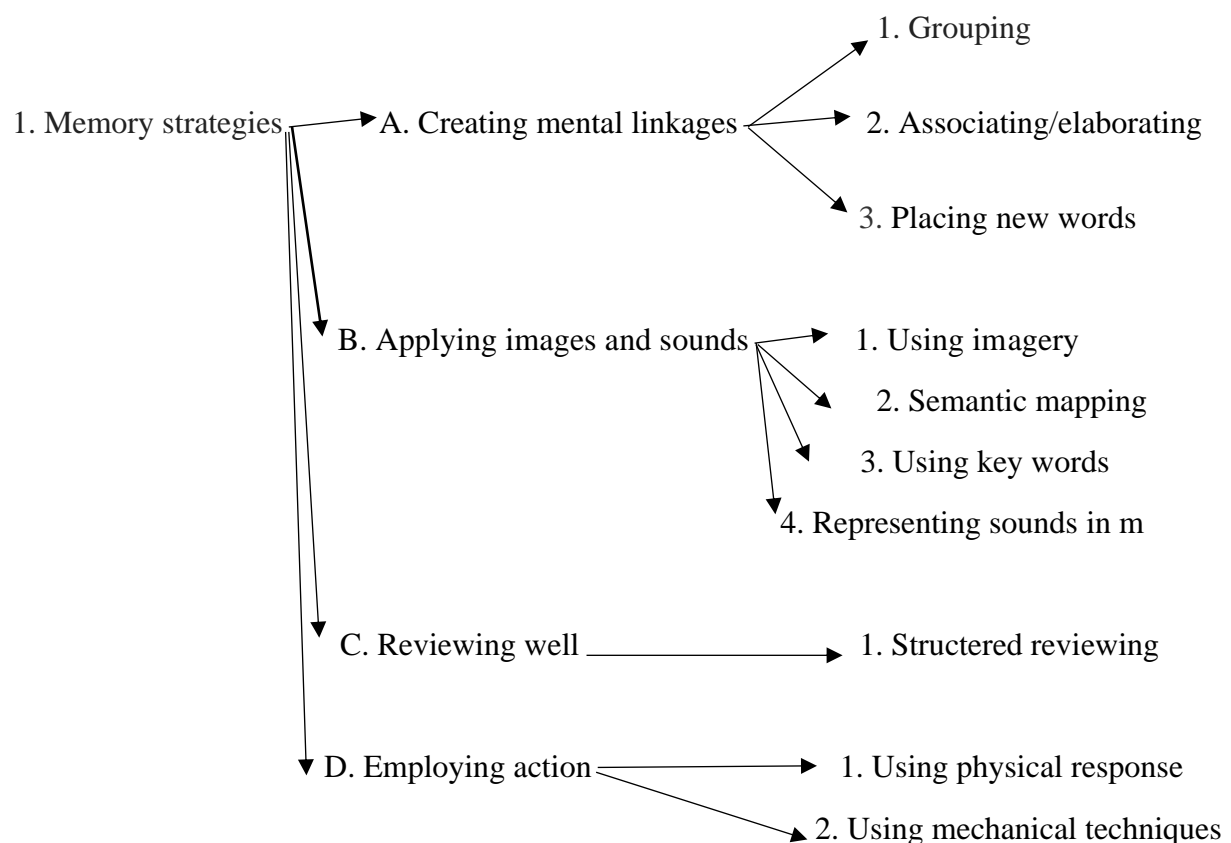 1. Grouping
1. Memory strategies
A. Creating mental linkages
2. Associating/elaborating
3. Placing new words
B. Applying images and sounds
1. Using imagery
2. Semantic mapping
3. Using key words
4. Representing sounds in m
C. Reviewing well
1. Structered reviewing
D. Employing action
1. Using physical response
2. Using mechanical techniques